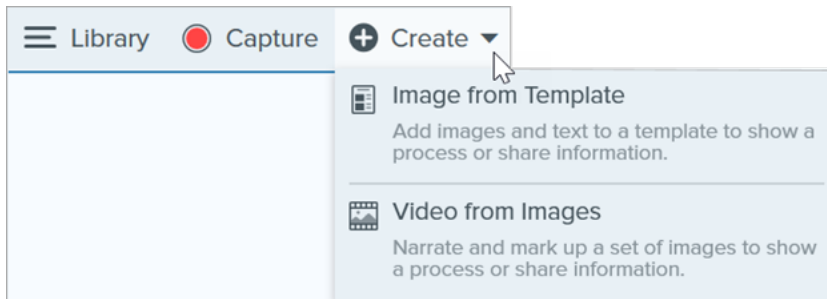 Library Capture Create
Image from Template
Add images and text to a template to show a
process or share information.
Video from Images
Narrate and mark up a set of images to show
a process or share information.